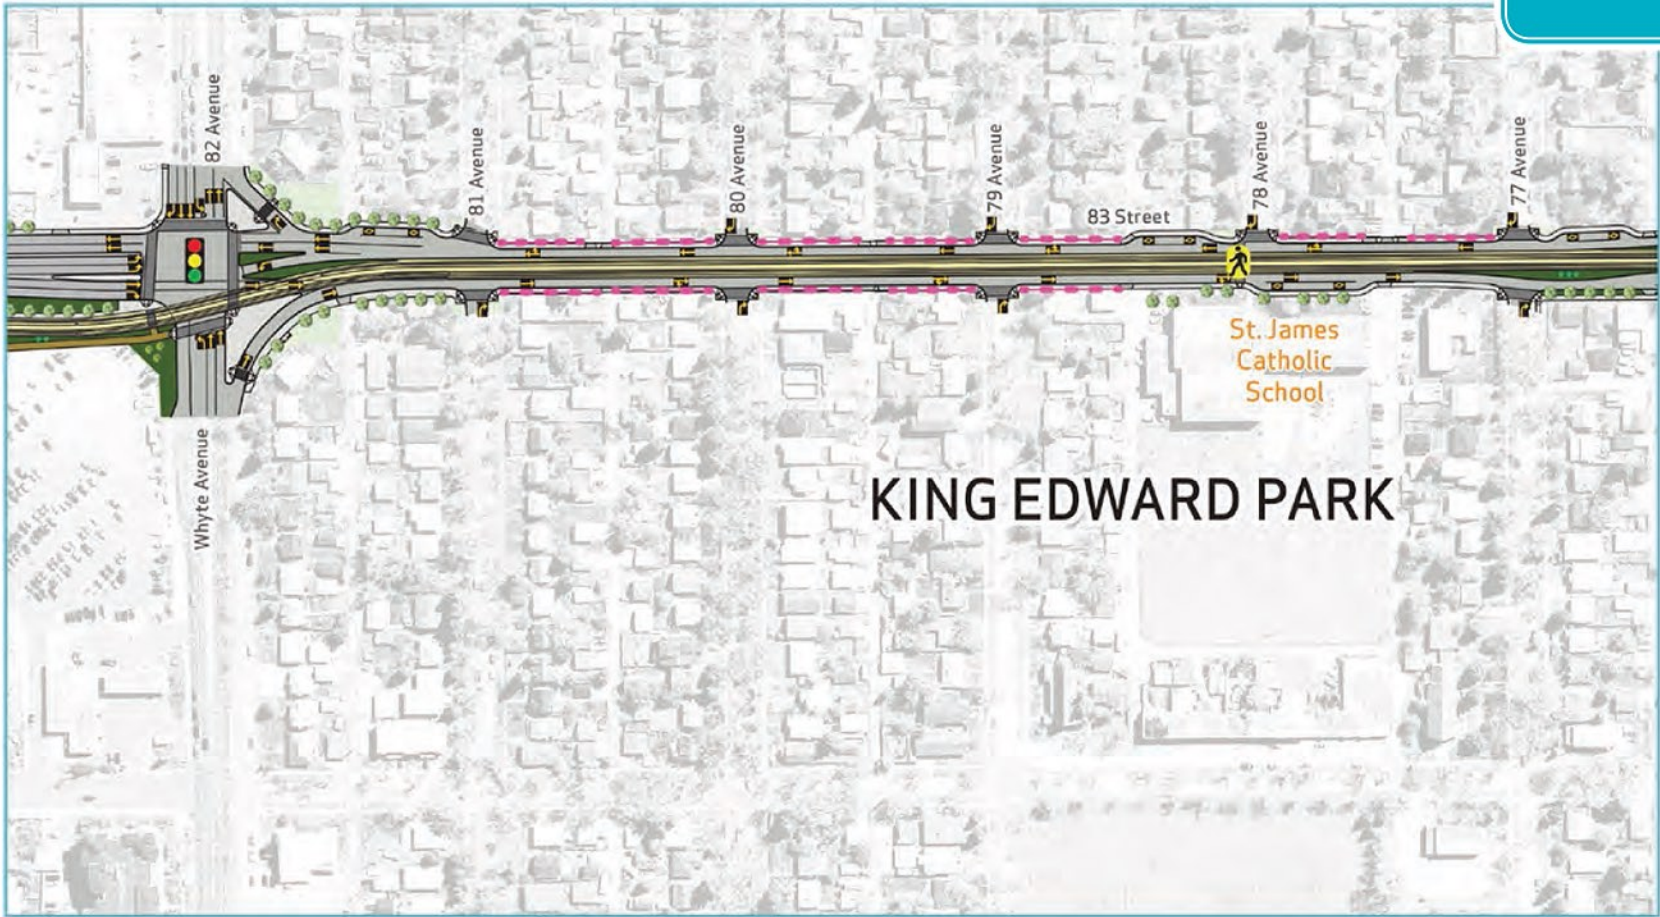 82 Avenue
81 Avenue
80 Avenue
79 Avenue
83 Street
78 Avenue
77 Avenue
St. James
Catholic
School
Whyte Avenue
KING EDWARD PARK